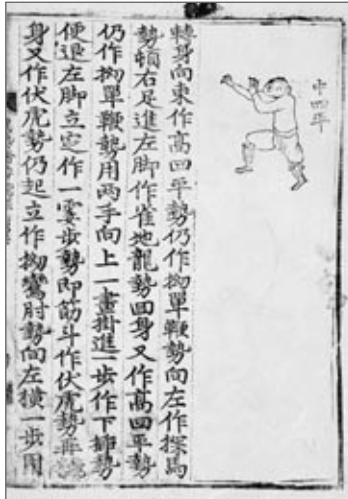 中四平
轉身向東作高四平勢仍作拗單鞭勢向左作探馬
勢頓右足進左脚作雀地龍勢回身又作高四平勢
仍作拗單鞭勢用两手向上一畫掛進一步作下插勢
便退左脚立定作一霎步勢即筋斗作伏虎勢再
身又作伏虎勢仍起立作拗鸞肘勢向左橫一步用